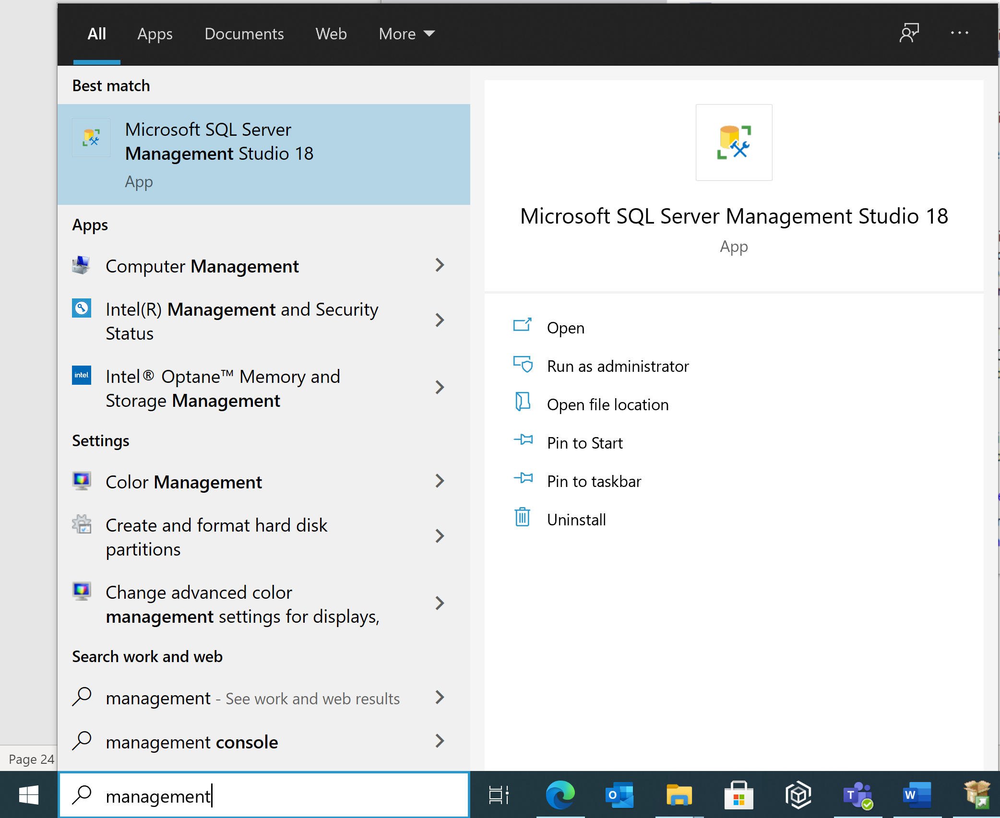 All Apps Documents Web More
Best match
Microsoft SQL Server
Management Studio 18
App
Apps
Computer Management
Intel(R) Management and Security
Status
intel.
Intel® Optane™ Memory and
Storage Management
Settings
Color Management
Create and format hard disk
partitions
Change advanced color
management settings for displays,
Search work and web
management - See work and web results
management console
Microsoft SQL Server Management Studio 18
App
Open
Run as administrator
Open file location
Pin to Start
Pin to taskbar
Uninstall
Page 24
management
O
T
W